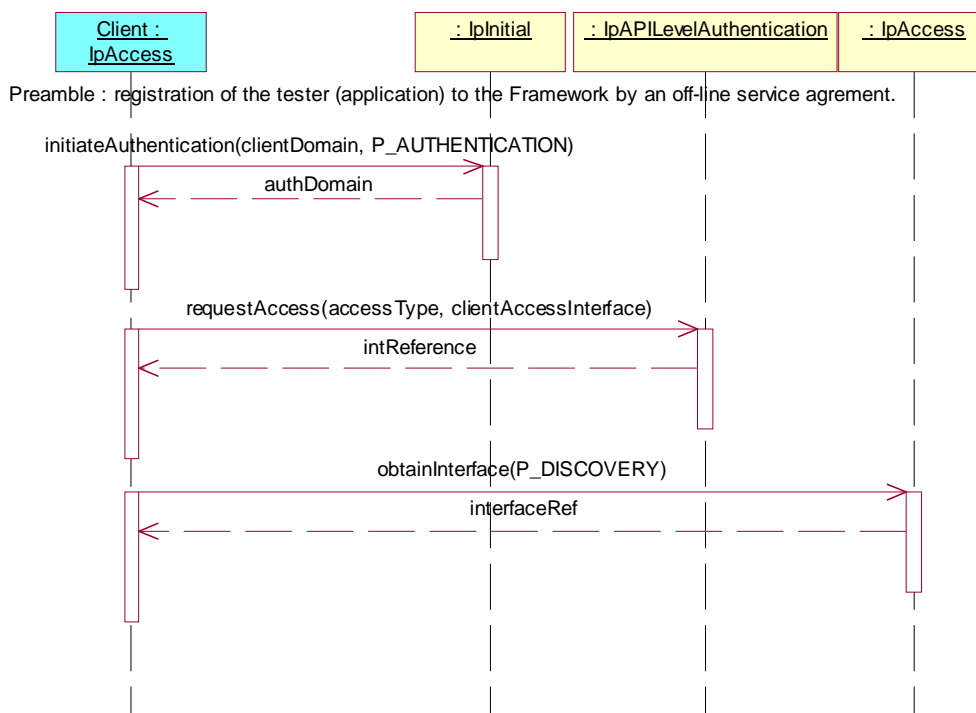 Client :
IpAccess
: IpInitial
: IpAPILevelAuthentication
: IpAccess
Preamble : registration of the tester (application) to the Framework by an off-line service agrement.
initiateAuthentication(clientDomain, P_AUTHENTICATION)
authDomain
requestAccess(accessType, clientAccessInterface)
intReference
obtainInterface(P_DISCOVERY)
interfaceRef